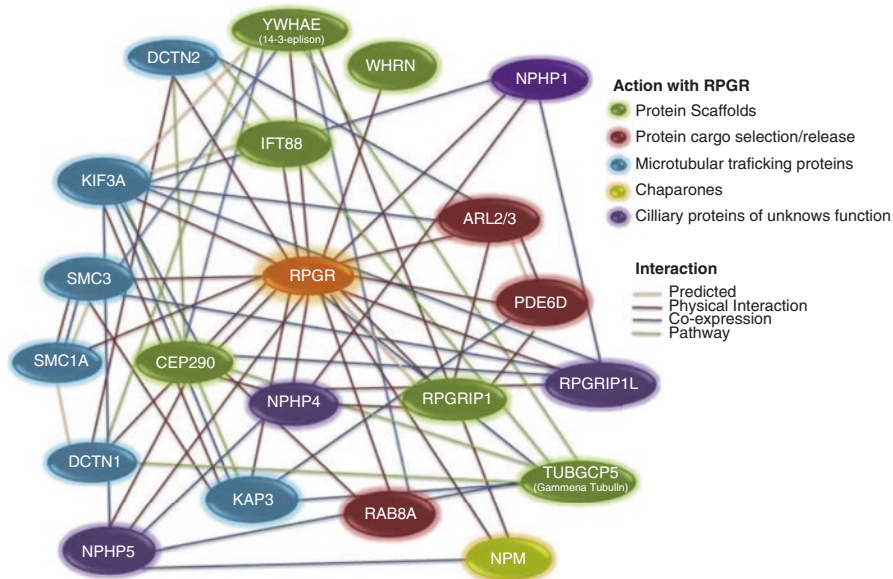 YWHAE
(14-3-eplison)
DCTN2
WHRN
NPHP1
IFT88
KIF3A
ARL2/3
RPGR
SMC3
PDE6D
SMC1A
CEP290
NPHP4
RPGRIP1
RPGRIP1L
DCTN1
TUBGCP5
(Gammena Tubulln)
KAP3
RAB8A
NPHP5
NPM
Action with RPGR
Protein Scaffolds
Protein cargo selection/release
Microtubular traficking proteins
Chaparones
Cilliary proteins of unknows function
Interaction
Predicted
Physical Interaction
Co-expression
Pathway